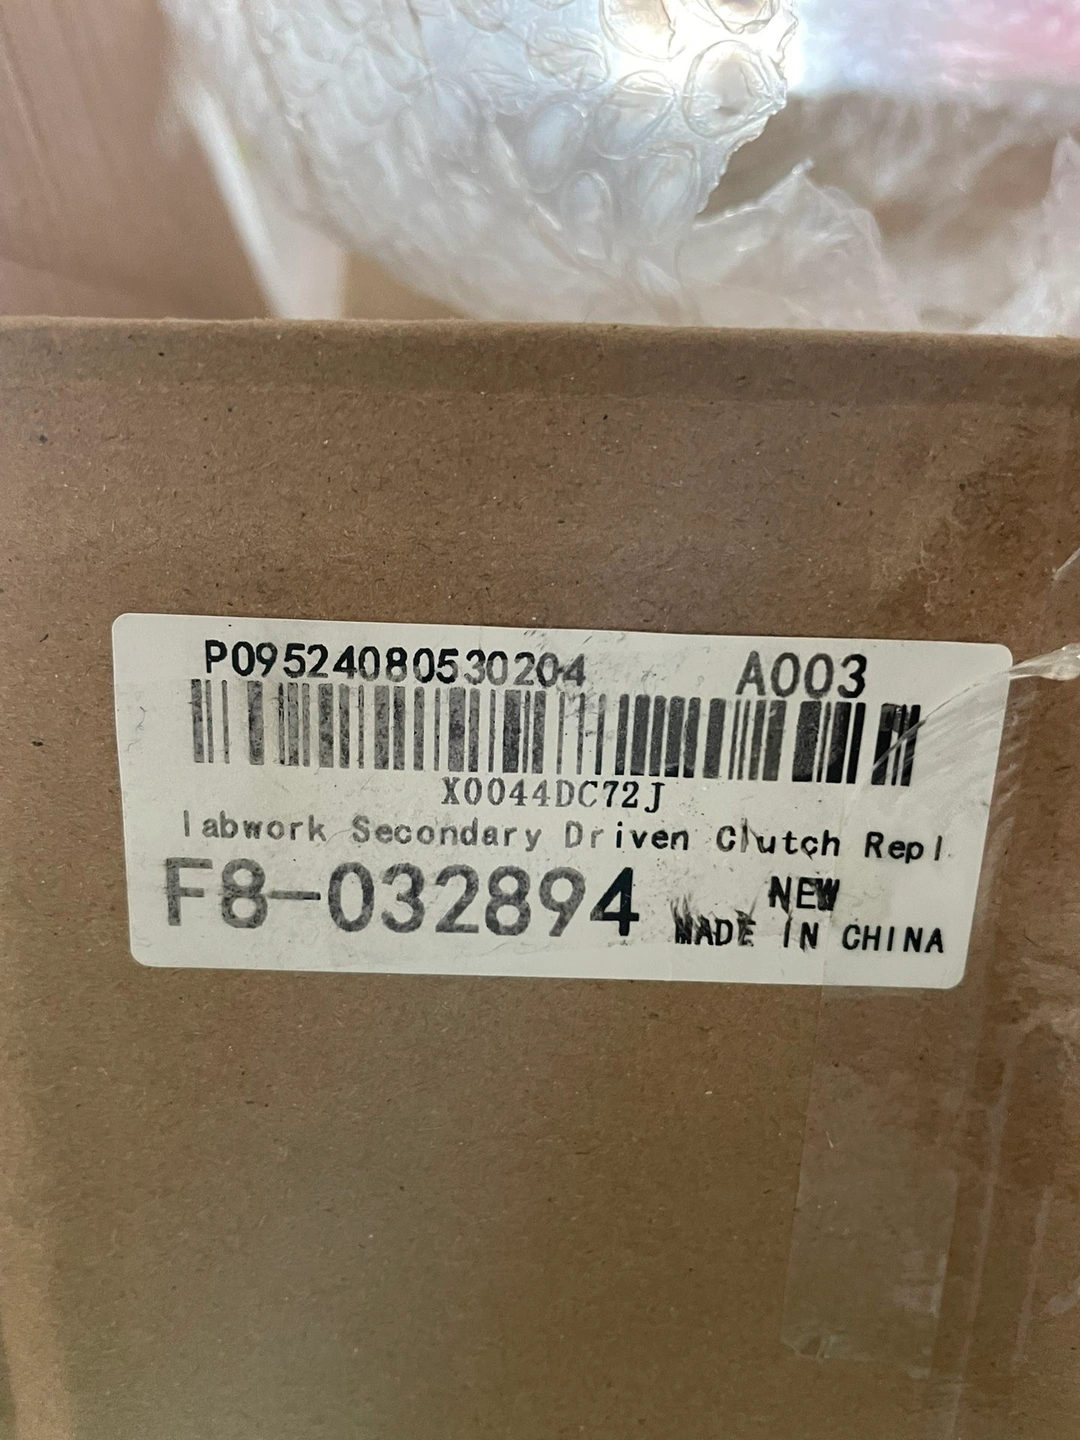 P09524080530204 A003
X0044DC72J
labwork Secondary Driven Clutch Repl
F8-032894 NEW
MADE IN CHINA